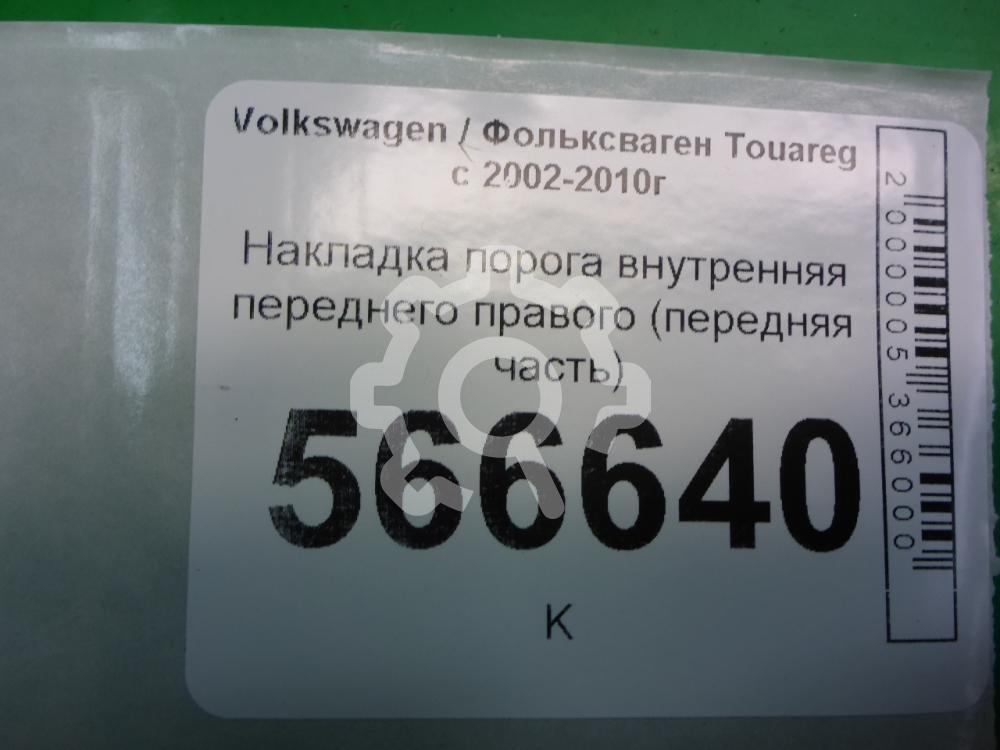 Volkswagen / Фольксваген Touareg
с 2002-2010г
Накладка порога внутренняя
переднего правого (передняя
часть)
566640
К
2000005366000